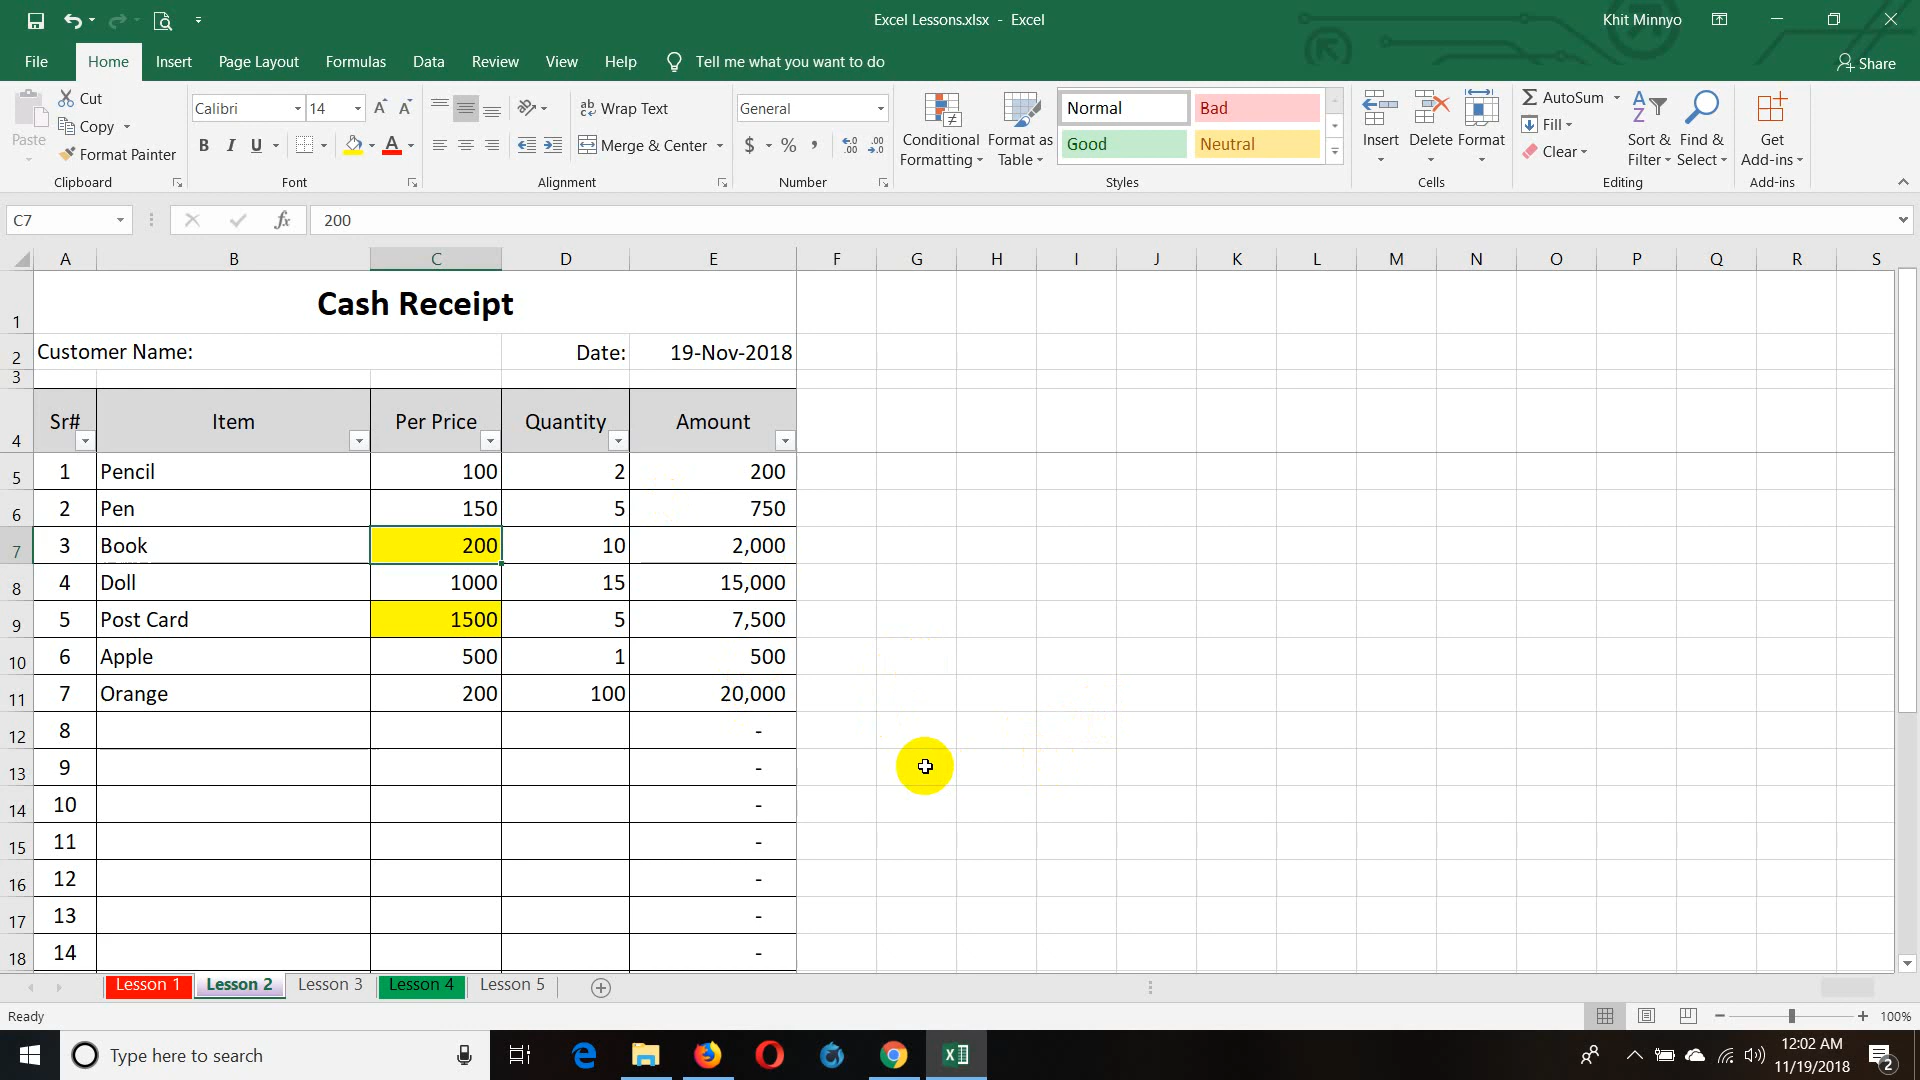 Excel Lessons.xlsx - Excel
Khit Minnyo
File Home Insert Page Layout Formulas Data Review View Help Tell me what you want to do
Share
Paste
Cut
Copy
Format Painter
Clipboard
Calibri 14
B I U
Font
Wrap Text
Merge & Center
Alignment
General
$ % ,
Number
Conditional Formatting
Format as Table
Normal Bad
Good Neutral
Styles
Insert Delete Format
Cells
AutoSum
Fill
Clear
Sort & Filter
Find & Select
Editing
Get Add-ins
Add-ins
C7 fx 200
A B C D E F G H I J K L M N O P Q R S
1 Cash Receipt
2 Customer Name: Date: 19-Nov-2018
3
4 Sr# Item Per Price Quantity Amount
5 1 Pencil 100 2 200
6 2 Pen 150 5 750
7 3 Book 200 10 2,000
8 4 Doll 1000 15 15,000
9 5 Post Card 1500 5 7,500
10 6 Apple 500 1 500
11 7 Orange 200 100 20,000
12 8 -
13 9 -
14 10 -
15 11 -
16 12 -
17 13 -
18 14 -
Lesson 1 Lesson 2 Lesson 3 Lesson 4 Lesson 5
Ready
100%
Type here to search
12:02 AM
11/19/2018
2